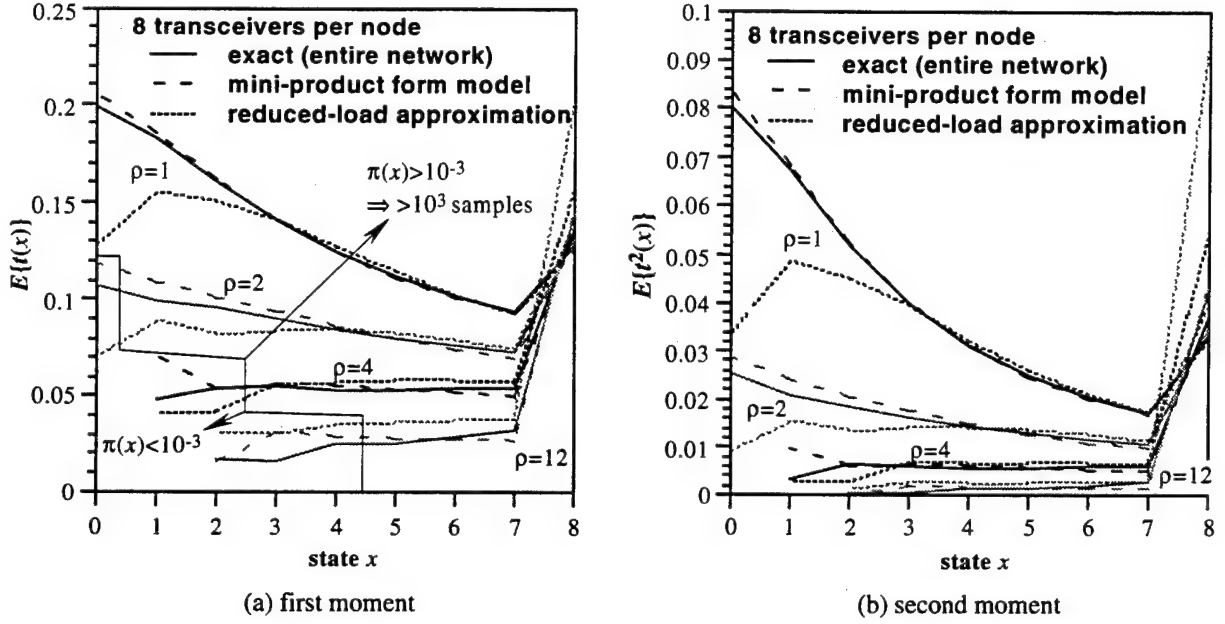 0.25
0.2
0.15
0.1
0.05
0
E{t(x)}
8 transceivers per node
exact (entire network)
mini-product form model
reduced-load approximation
ρ=1
π(x)>10⁻³
⇒ >10³ samples
ρ=2
ρ=4
π(x)<10⁻³
ρ=12
0 1 2 3 4 5 6 7 8
state x
(a) first moment
0.1
0.09
0.08
0.07
0.06
0.05
0.04
0.03
0.02
0.01
0
E{t²(x)}
8 transceivers per node
exact (entire network)
mini-product form model
reduced-load approximation
ρ=1
ρ=2
ρ=4
ρ=12
0 1 2 3 4 5 6 7 8
state x
(b) second moment